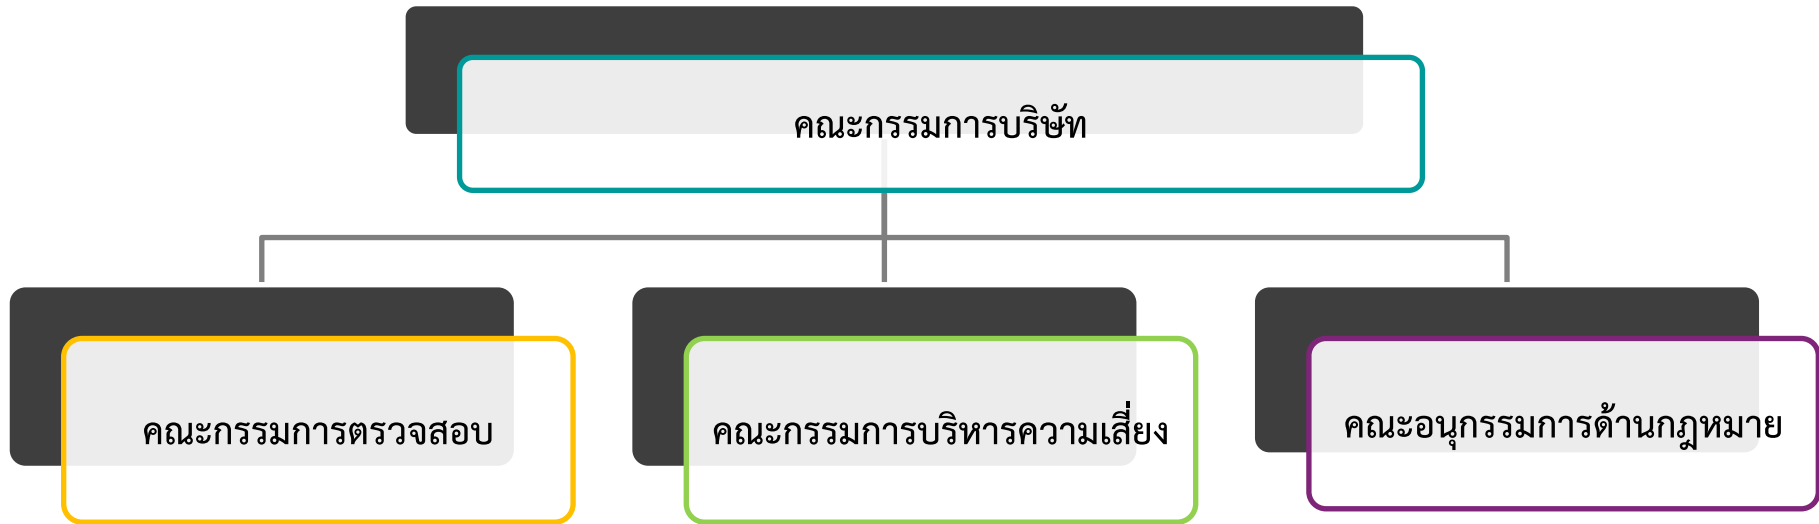 คณะกรรมการบริษัท
คณะกรรมการตรวจสอบ
คณะกรรมการบริหารความเสี่ยง
คณะอนุกรรมการด้านกฎหมาย